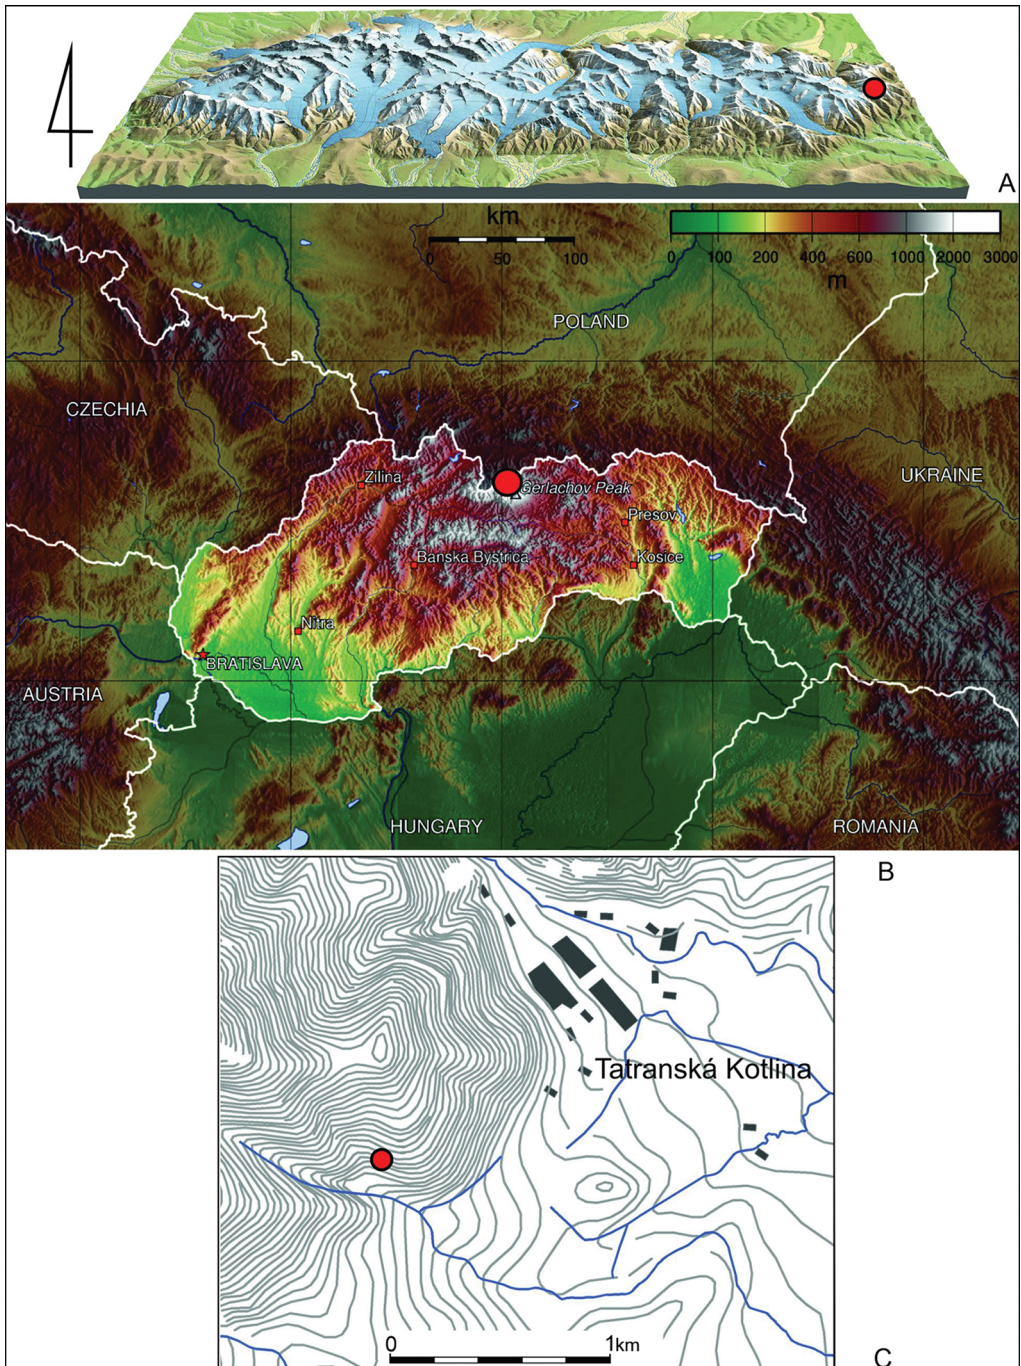 A
km
0 50 100
0 100 200 400 600 1000 2000 3000
m
POLAND
CZECHIA
UKRAINE
Zilina
Gerlachov Peak
Presov
Banska Bystrica
Kosice
Nitra
BRATISLAVA
AUSTRIA
HUNGARY
ROMANIA
B
Tatranská Kotlina
0 1km
C